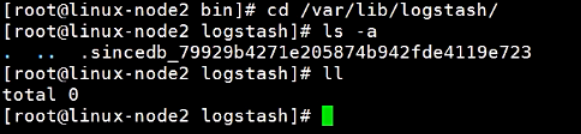 [root@linux-node2 bin]# cd /var/lib/logstash/
[root@linux-node2 logstash]# ls -a
.  ..  .sincedb_79929b4271e205874b942fde4119e723
[root@linux-node2 logstash]# ll
total 0
[root@linux-node2 logstash]#